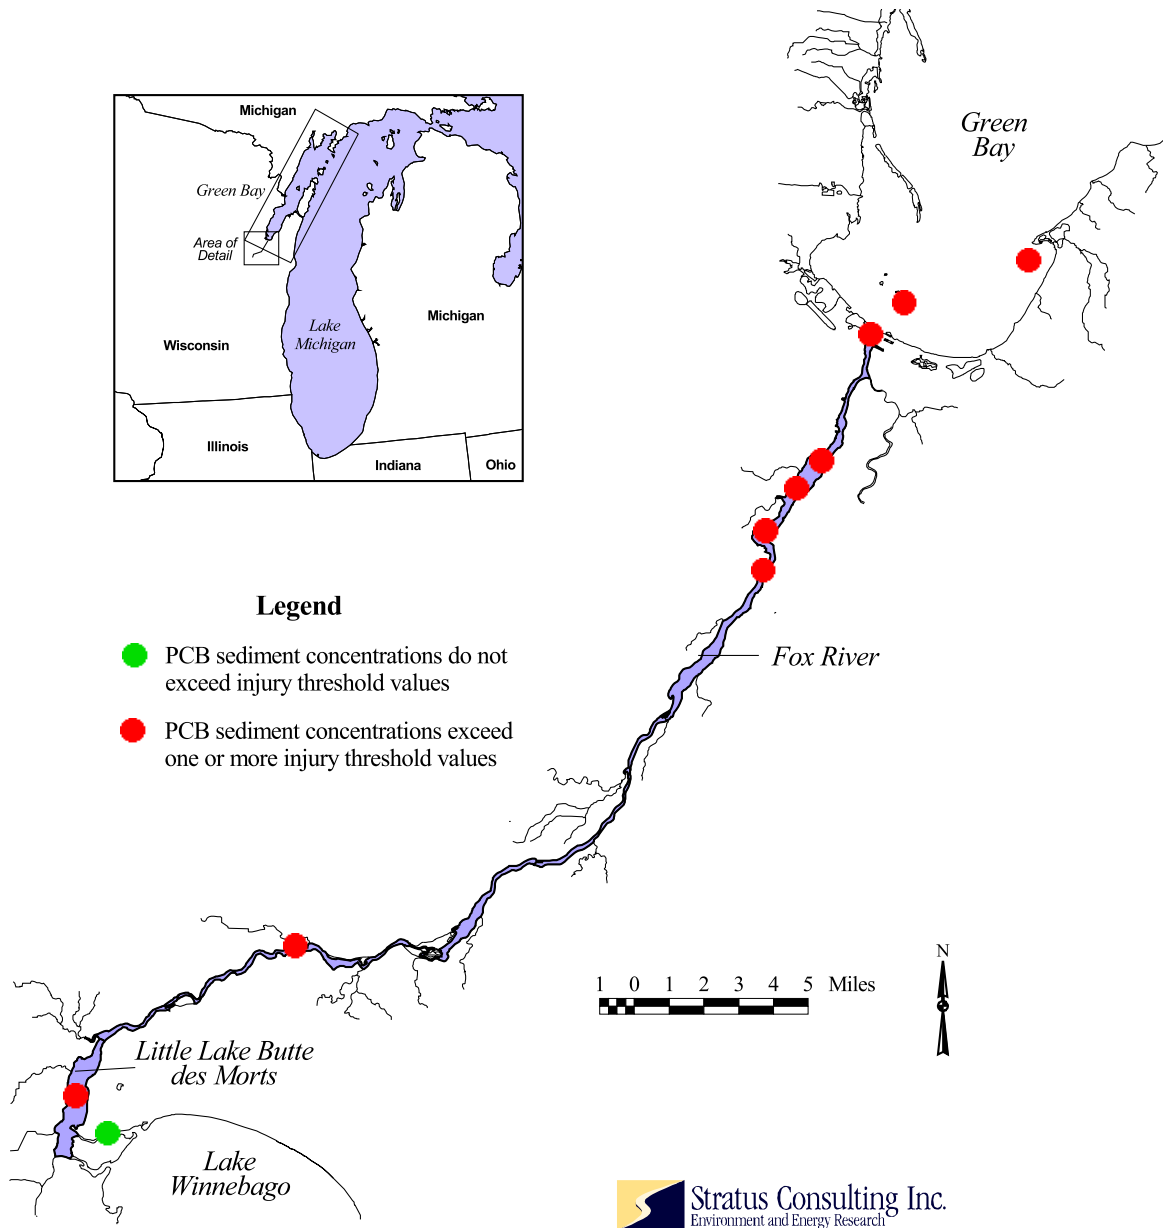 Michigan
Green Bay
Area of
Detail
Lake
Michigan
Michigan
Wisconsin
Illinois
Indiana
Ohio
Green
Bay
Legend
PCB sediment concentrations do not
exceed injury threshold values
PCB sediment concentrations exceed
one or more injury threshold values
Fox River
N
1 0 1 2 3 4 5 Miles
Little Lake Butte
des Morts
Lake
Winnebago
Stratus Consulting Inc.
Environment and Energy Research